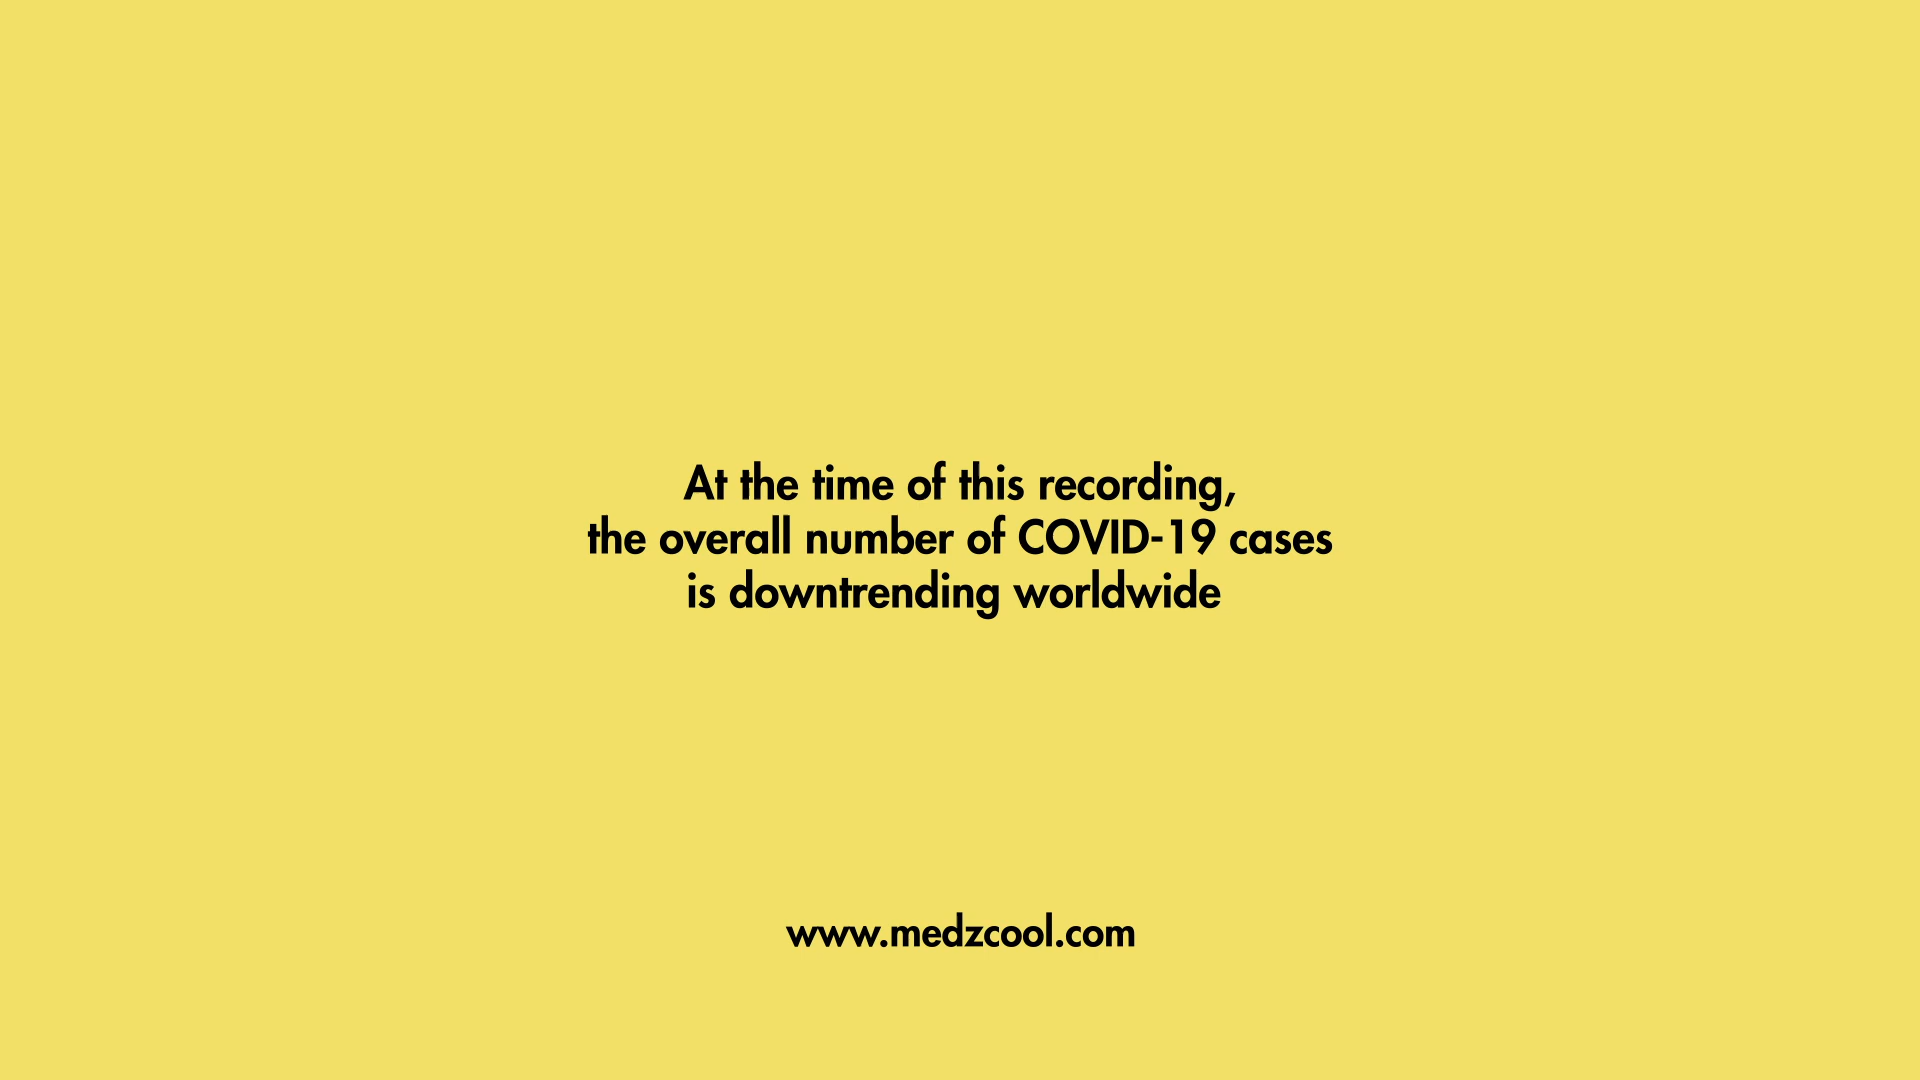 At the time of this recording,
the overall number of COVID-19 cases
is downtrending worldwide
www.medzcool.com